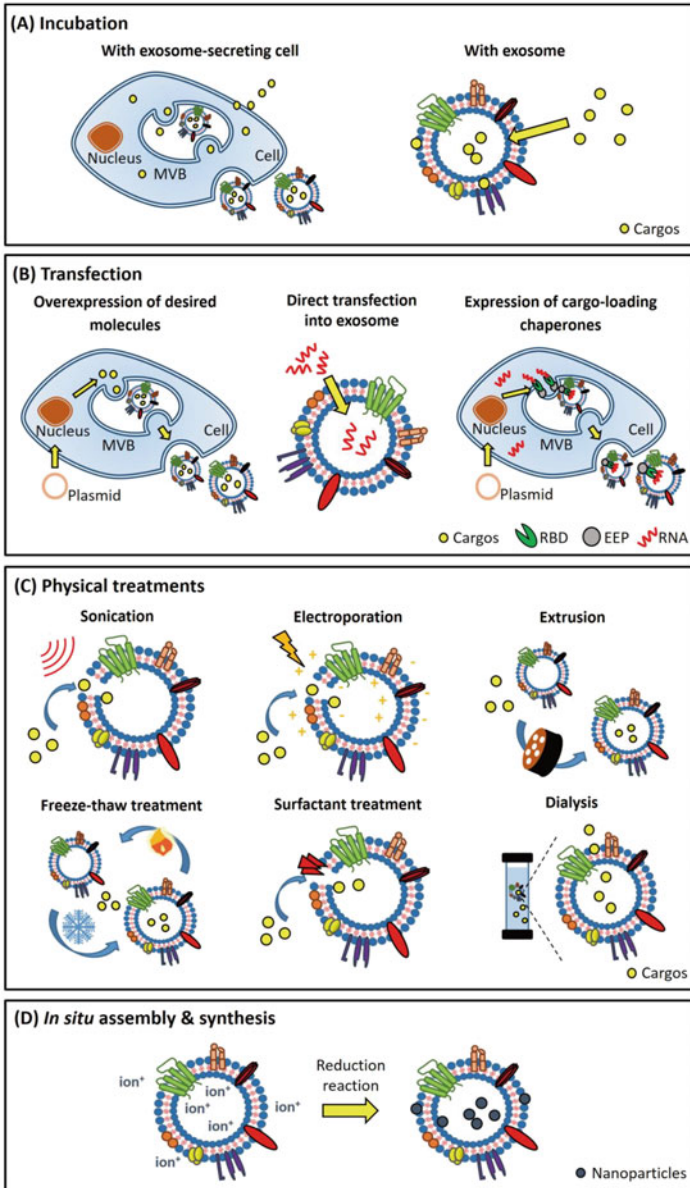 (A) Incubation
With exosome-secreting cell
With exosome
Nucleus
MVB
Cell
Cargos
(B) Transfection
Overexpression of desired
molecules
Direct transfection
into exosome
Expression of cargo-loading
chaperones
Nucleus
MVB
Cell
Plasmid
Nucleus
MVB
Cell
Plasmid
Cargos RBD EEP RNA
(C) Physical treatments
Sonication
Electroporation
Extrusion
Freeze-thaw treatment
Surfactant treatment
Dialysis
Cargos
(D) In situ assembly & synthesis
ion⁺
ion⁺
ion⁺
ion⁺
ion⁺
ion⁺
Reduction
reaction
Nanoparticles